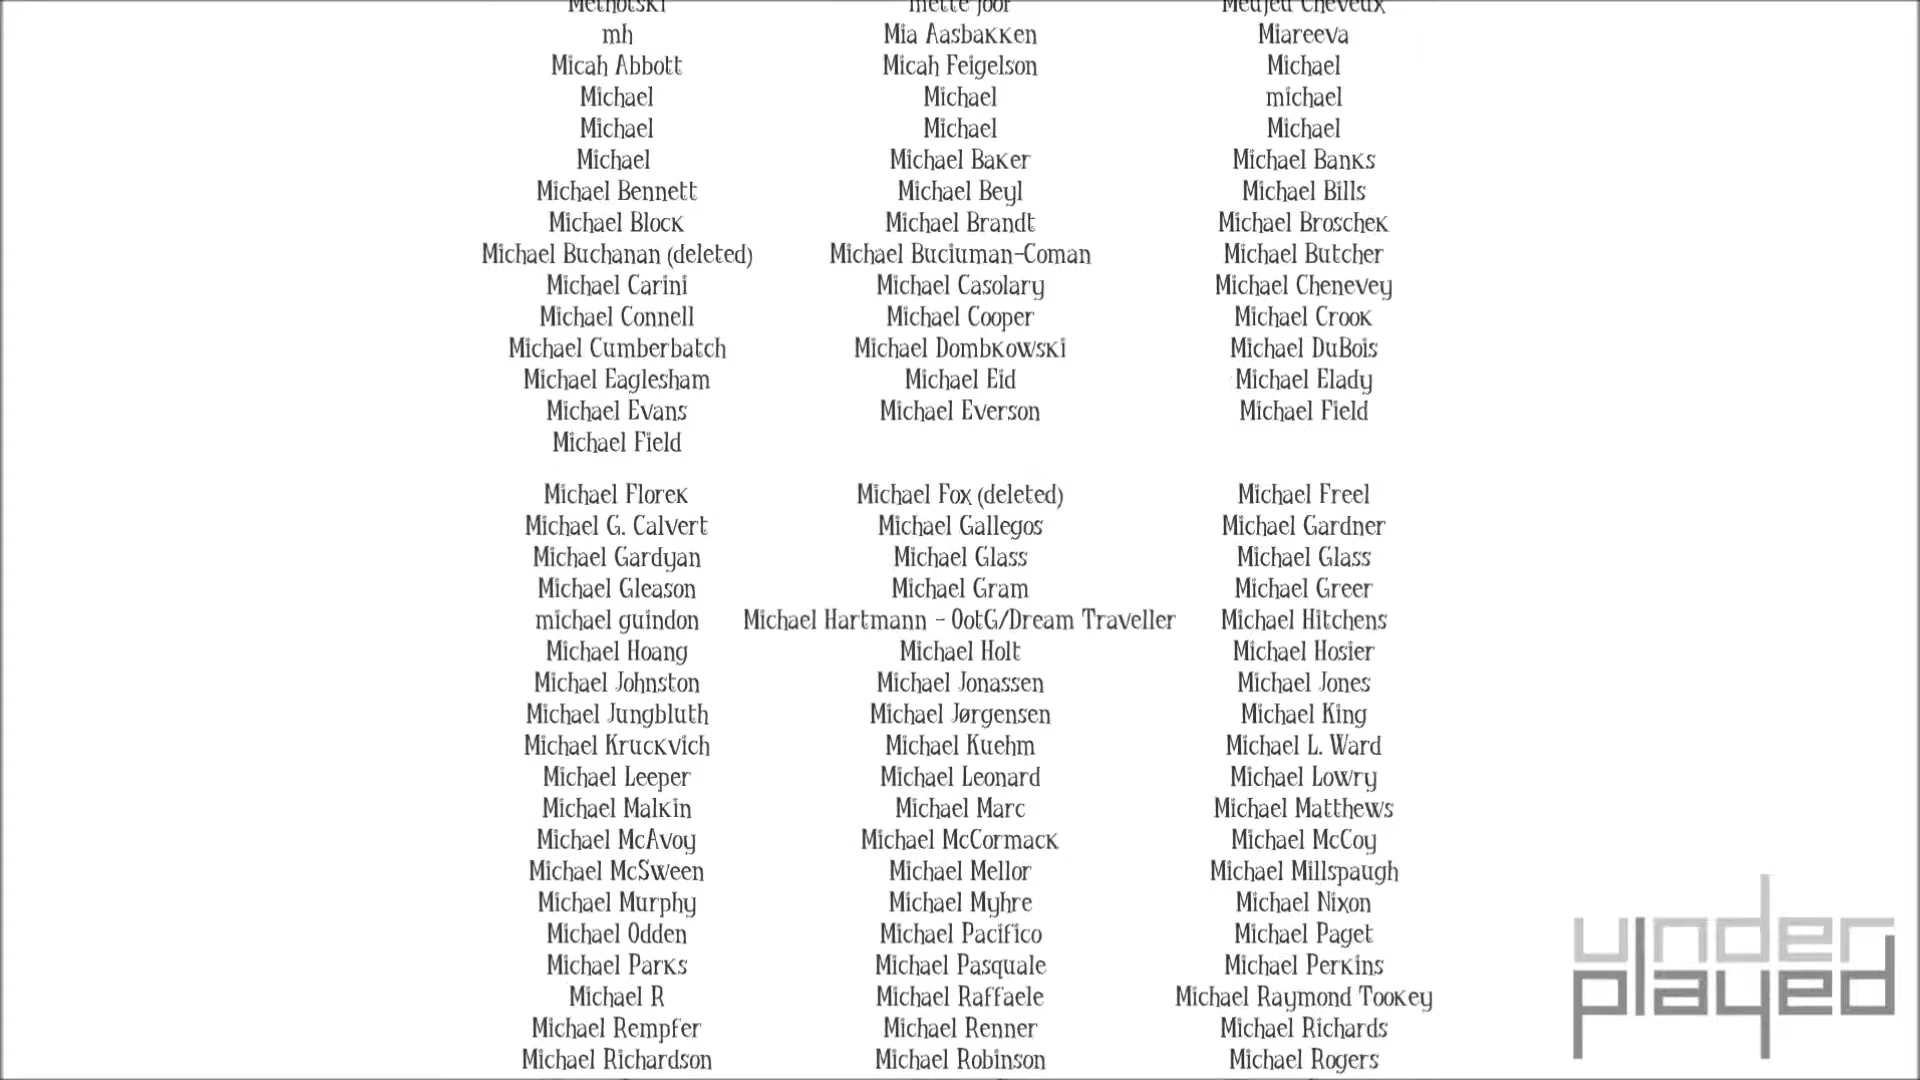 Methotski mette joor Medjed Cheveux
mh Mia Aasbakken Miareeva
Micah Abbott Micah Feigelson Michael
Michael Michael michael
Michael Michael Michael
Michael Michael Baker Michael Banks
Michael Bennett Michael Beyl Michael Bills
Michael Block Michael Brandt Michael Broschek
Michael Buchanan (deleted) Michael Buciuman-Coman Michael Butcher
Michael Carini Michael Casolary Michael Chenevey
Michael Connell Michael Cooper Michael Crook
Michael Cumberbatch Michael Dombkowski Michael DuBois
Michael Eaglesham Michael Eid Michael Elady
Michael Evans Michael Everson Michael Field
Michael Field
Michael Florek Michael Fox (deleted) Michael Freel
Michael G. Calvert Michael Gallegos Michael Gardner
Michael Gardyan Michael Glass Michael Glass
Michael Gleason Michael Gram Michael Greer
michael guindon Michael Hartmann - OotG/Dream Traveller Michael Hitchens
Michael Hoang Michael Holt Michael Hosier
Michael Johnston Michael Jonassen Michael Jones
Michael Jungbluth Michael Jørgensen Michael King
Michael Kruckvich Michael Kuehm Michael L. Ward
Michael Leeper Michael Leonard Michael Lowry
Michael Malkin Michael Marc Michael Matthews
Michael McAvoy Michael McCormack Michael McCoy
Michael McSween Michael Mellor Michael Millspaugh
Michael Murphy Michael Myhre Michael Nixon
Michael Odden Michael Pacifico Michael Paget
Michael Parks Michael Pasquale Michael Perkins
Michael R Michael Raffaele Michael Raymond Tookey
Michael Rempfer Michael Renner Michael Richards
Michael Richardson Michael Robinson Michael Rogers
under
played